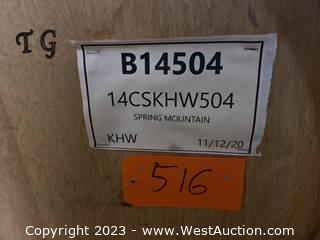 TG
B14504
14CSKHW504
SPRING MOUNTAIN
KHW 11/12/20
516
Copyright 2023 - www.WestAuction.com